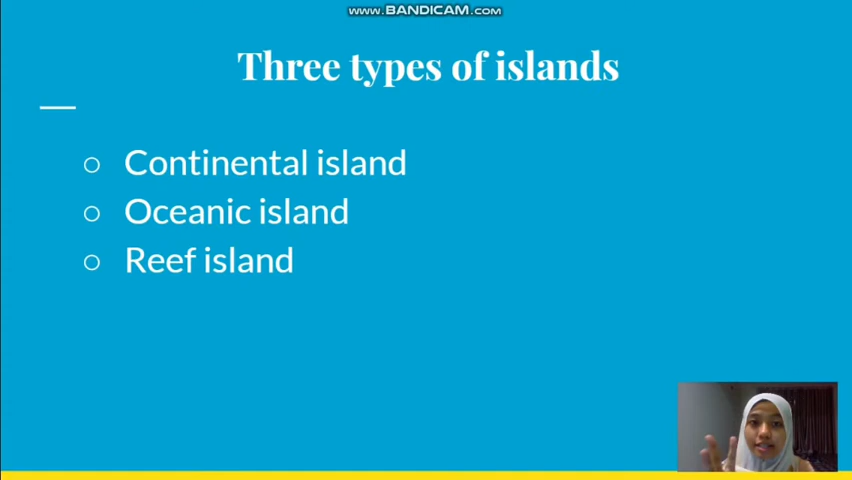 www.BANDICAM.com
Three types of islands
Continental island
Oceanic island
Reef island